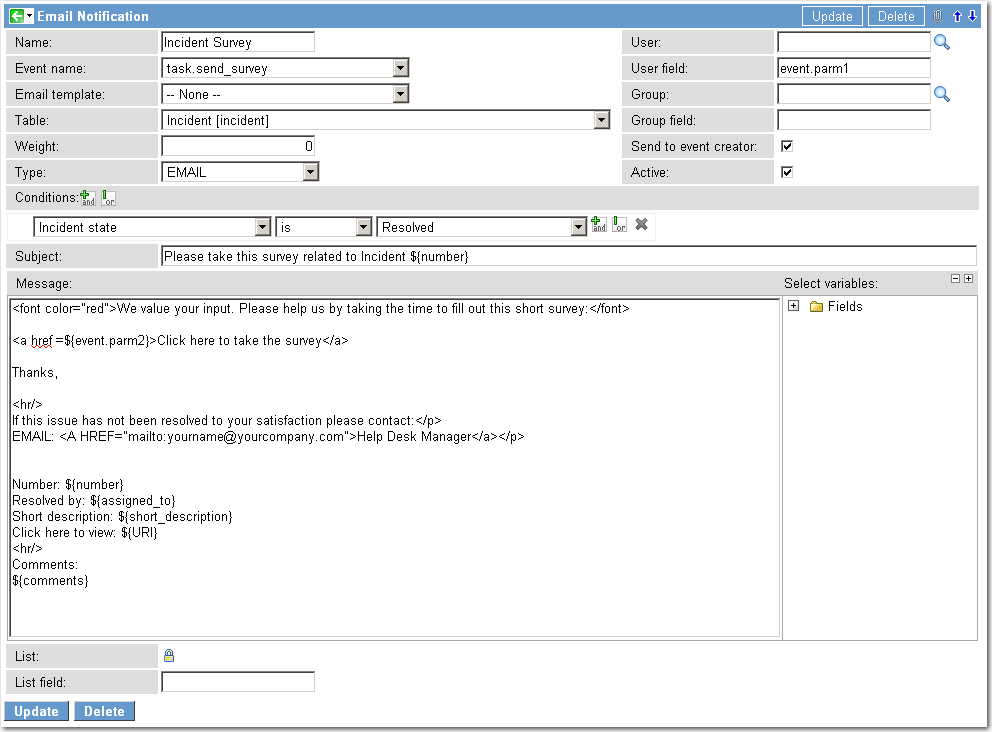 Email Notification Update Delete
Name: Incident Survey User:
Event name: task.send_survey User field: event.parm1
Email template: -- None -- Group:
Table: Incident [incident] Group field:
Weight: 0 Send to event creator:
Type: EMAIL Active:
Conditions: and or
Incident state is Resolved and or
Subject: Please take this survey related to Incident ${number}
Message: Select variables:
<font color="red">We value your input. Please help us by taking the time to fill out this short survey:</font>
Fields
<a href =${event.parm2}>Click here to take the survey</a>
Thanks,
<hr/>
If this issue has not been resolved to your satisfaction please contact:</p>
EMAIL: <A HREF="mailto:yourname@yourcompany.com">Help Desk Manager</a></p>
Number: ${number}
Resolved by: ${assigned_to}
Short description: ${short_description}
Click here to view: ${URI}
<hr/>
Comments:
${comments}
List:
List field:
Update Delete